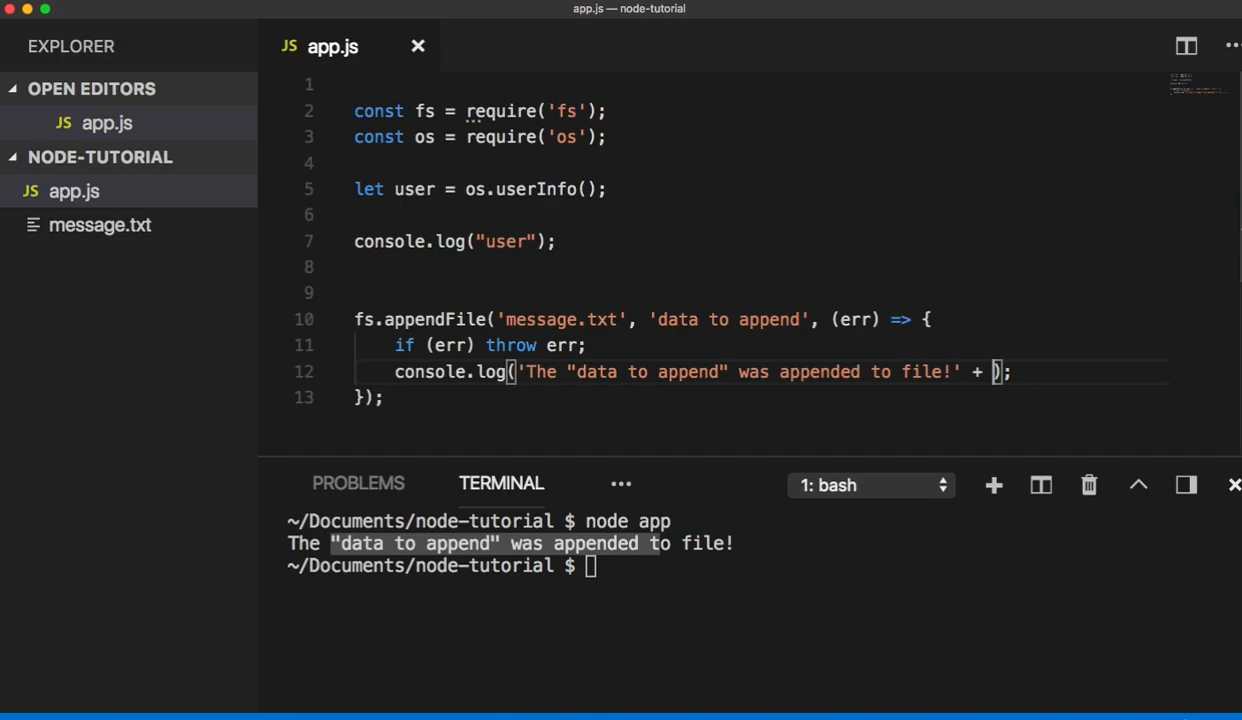 app.js — node-tutorial
EXPLORER
OPEN EDITORS
JS app.js
NODE-TUTORIAL
JS app.js
message.txt
JS app.js
1
2 const fs = require('fs');
3 const os = require('os');
4
5 let user = os.userInfo();
6
7 console.log("user");
8
9
10 fs.appendFile('message.txt', 'data to append', (err) => {
11 if (err) throw err;
12 console.log('The "data to append" was appended to file!' + );
13 });
PROBLEMS TERMINAL ••• 1: bash
~/Documents/node-tutorial $ node app
The "data to append" was appended to file!
~/Documents/node-tutorial $